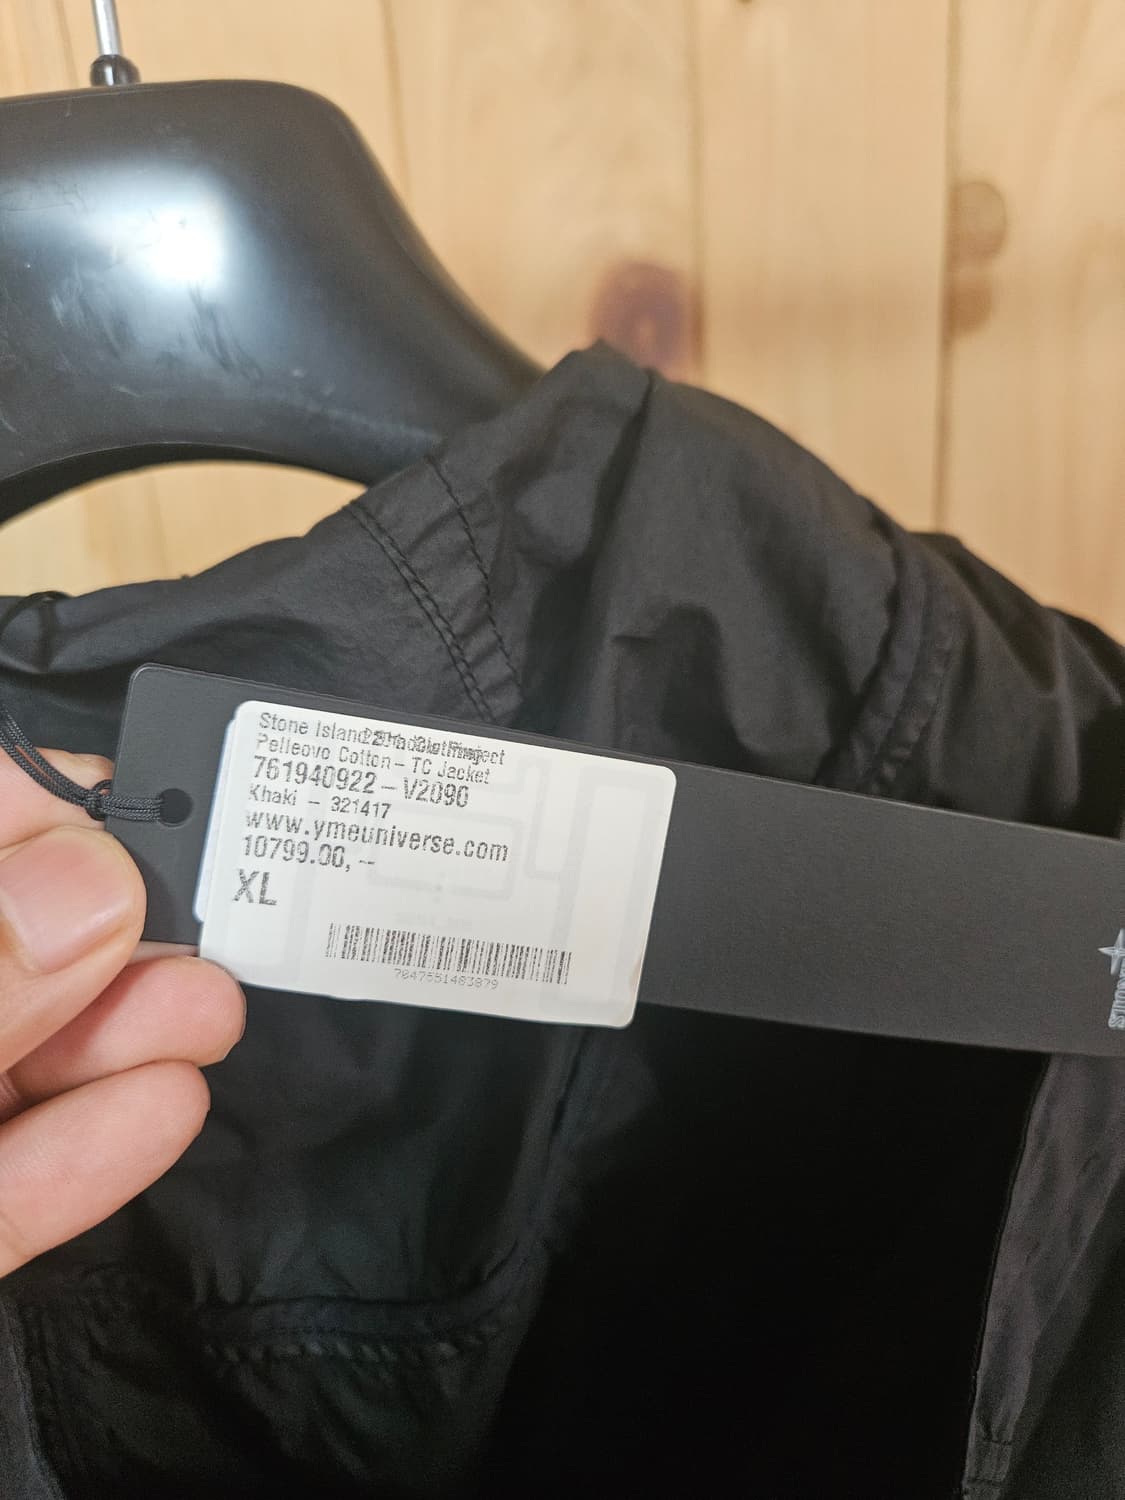 Stone Island
Pelleovo Cotton - TC Jacket
761940922 - V2090
Khaki - 321417
www.ymeuniverse.com
10799.00, --
XL
7047551483879